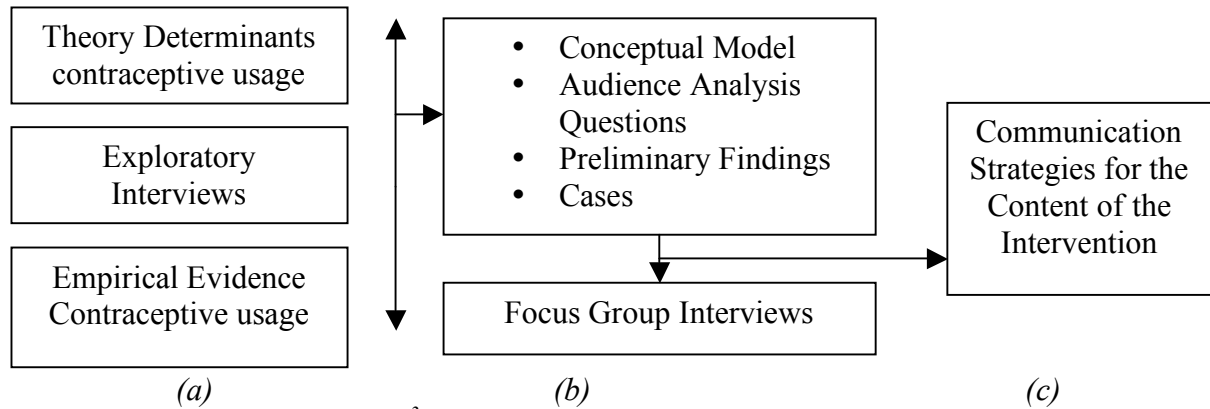 Theory Determinants
contraceptive usage
Exploratory
Interviews
Empirical Evidence
Contraceptive usage
• Conceptual Model
• Audience Analysis
Questions
• Preliminary Findings
• Cases
Focus Group Interviews
Communication
Strategies for the
Content of the
Intervention
(a)
(b)
(c)